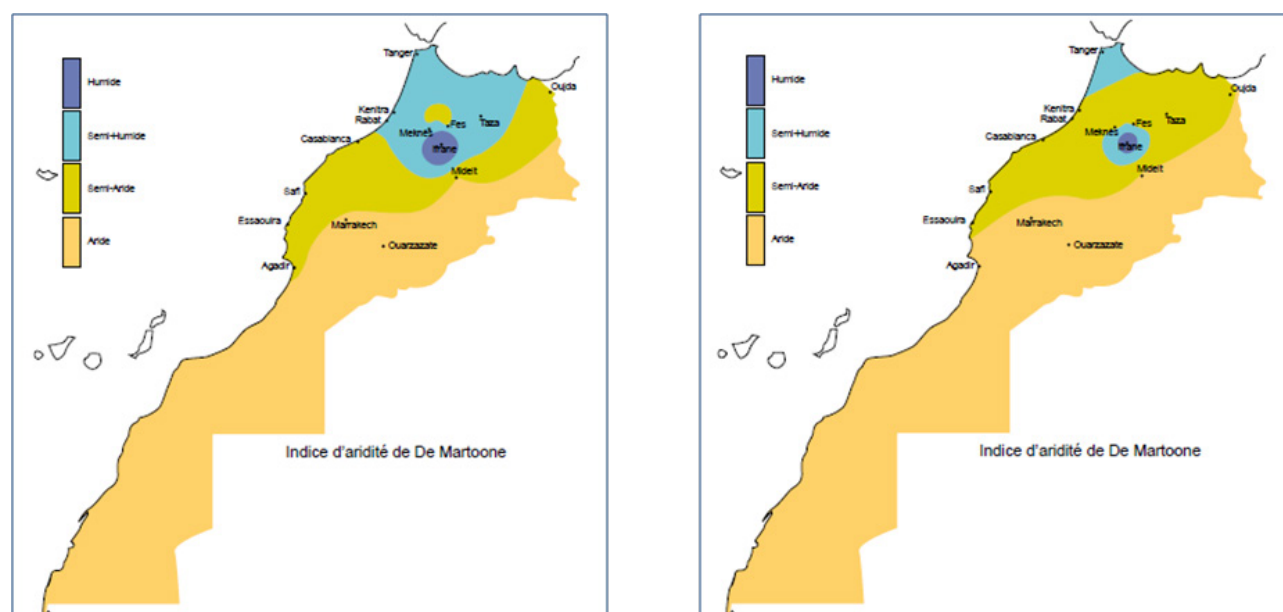 Tanger
Humide
Oujda
Semi-Humide
Kenitra
Rabat
Fes
Taza
Meknes
Casablanca
Ifrane
Midelt
Semi-Aride
Safi
Essaouira
Marrakech
Aride
Ouarzazate
Agadir
Indice d'aridité de De Martoone
Tanger
Humide
Oujda
Kenitra
Rabat
Semi-Humide
Fes
Taza
Meknes
Casablanca
Ifrane
Midelt
Semi-Aride
Safi
Essaouira
Marrakech
Aride
Ouarzazate
Agadir
Indice d'aridité de De Martoone